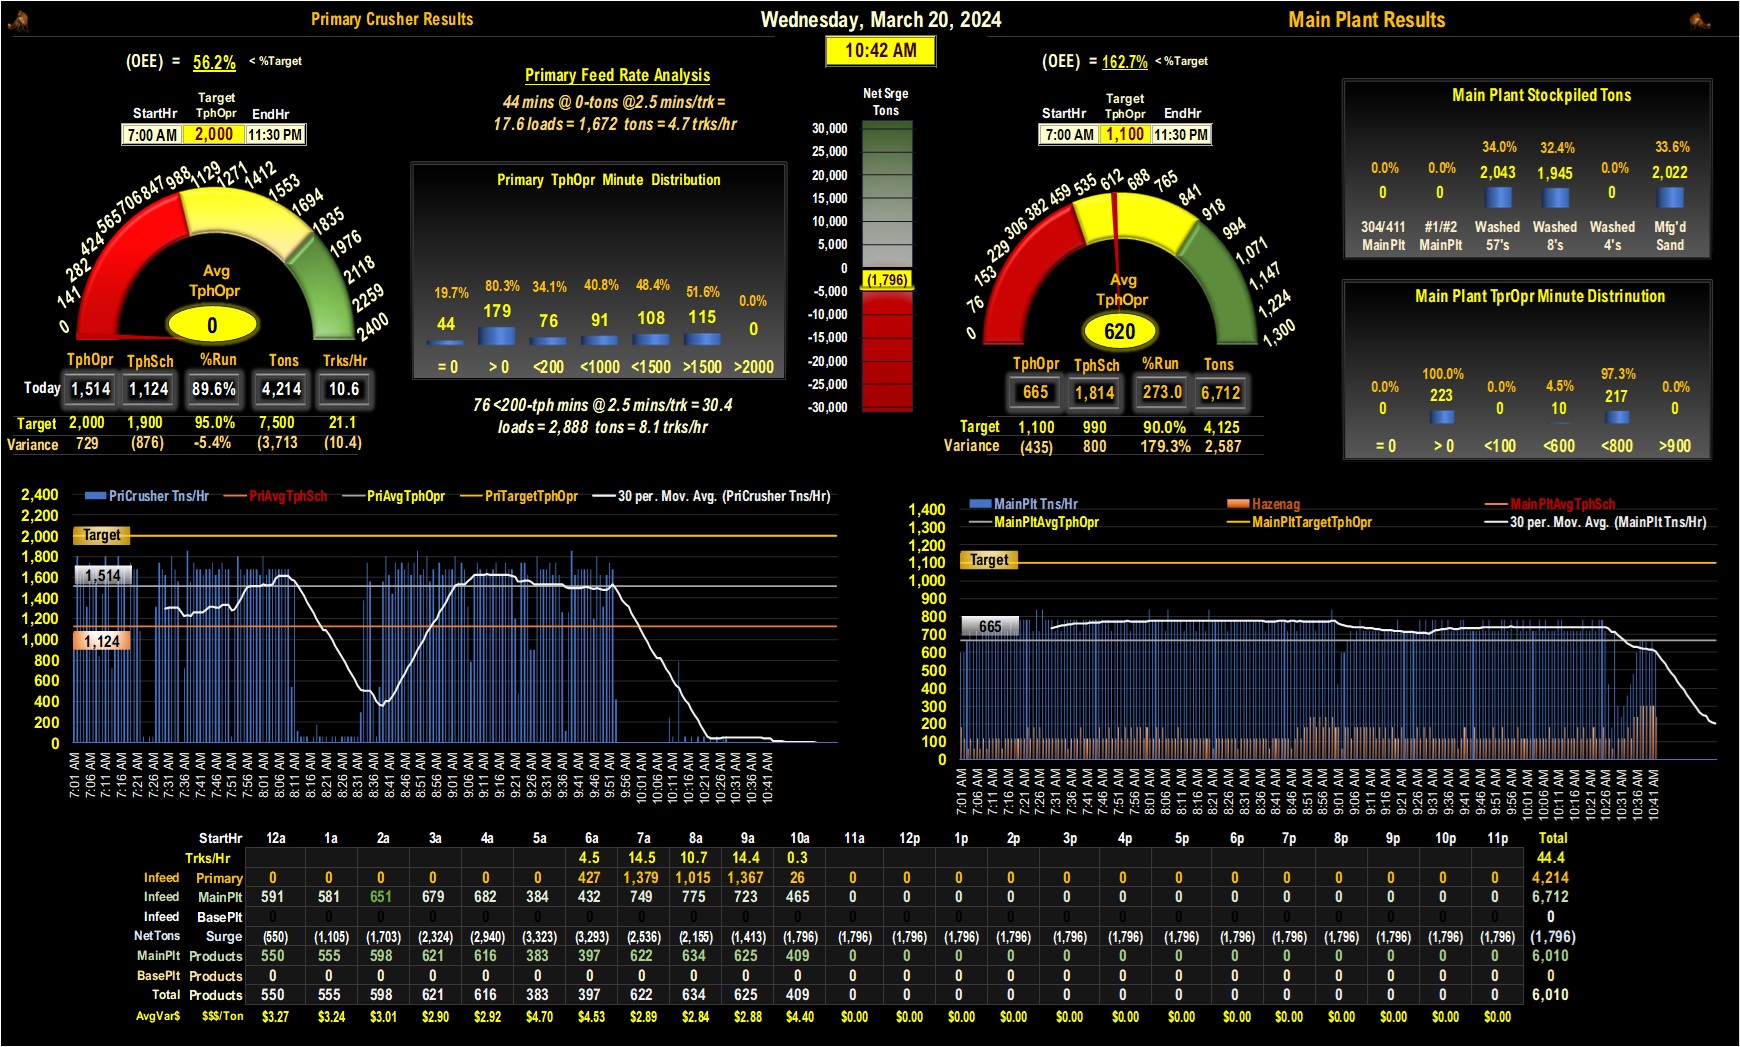 Primary Crusher Results
Wednesday, March 20, 2024
Main Plant Results
10:42 AM
(OEE) = 56.2% < %Target
StartHr Target TphOpr EndHr
7:00 AM 2,000 11:30 PM
0 141 282 424 565 706 847 988 1129 1271 1412 1553 1694 1835 1976 2118 2259 2400
Avg
TphOpr
0
TphOpr TphSch %Run Tons Trks/Hr
Today 1,514 1,124 89.6% 4,214 10.6
Target 2,000 1,900 95.0% 7,500 21.1
Variance 729 (876) -5.4% (3,713) (10.4)
Primary Feed Rate Analysis
44 mins @ 0-tons @2.5 mins/trk =
17.6 loads = 1,672 tons = 4.7 trks/hr
Primary TphOpr Minute Distribution
19.7% 80.3% 34.1% 40.8% 48.4% 51.6% 0.0%
44 179 76 91 108 115 0
= 0 > 0 <200 <1000 <1500 >1500 >2000
76 <200-tph mins @ 2.5 mins/trk = 30.4
loads = 2,888 tons = 8.1 trks/hr
Net Srge
Tons
30,000
25,000
20,000
15,000
10,000
5,000
0
(1,796)
-5,000
-10,000
-15,000
-20,000
-25,000
-30,000
(OEE) = 162.7% < %Target
StartHr Target TphOpr EndHr
7:00 AM 1,100 11:30 PM
0 76 153 229 306 382 459 535 612 688 765 841 918 994 1,071 1,147 1,224 1,300
Avg
TphOpr
620
TphOpr TphSch %Run Tons
665 1,814 273.0 6,712
Target 1,100 990 90.0% 4,125
Variance (435) 800 179.3% 2,587
Main Plant Stockpiled Tons
0.0% 0.0% 34.0% 32.4% 0.0% 33.6%
0 0 2,043 1,945 0 2,022
304/411 #1/#2 Washed Washed Washed Mfg'd
MainPlt MainPlt 57's 8's 4's Sand
Main Plant TprOpr Minute Distrinution
0.0% 100.0% 0.0% 4.5% 97.3% 0.0%
0 223 0 10 217 0
= 0 > 0 <100 <600 <800 >900
PriCrusher Tns/Hr PriAvgTphSch PriAvgTphOpr PriTargetTphOpr 30 per. Mov. Avg. (PriCrusher Tns/Hr)
2,400
2,200
2,000
1,800
1,600
1,400
1,200
1,000
800
600
400
200
0
Target
1,514
1,124
7:01 AM 7:06 AM 7:11 AM 7:16 AM 7:21 AM 7:26 AM 7:31 AM 7:36 AM 7:41 AM 7:46 AM 7:51 AM 7:56 AM 8:01 AM 8:06 AM 8:11 AM 8:16 AM 8:21 AM 8:26 AM 8:31 AM 8:36 AM 8:41 AM 8:46 AM 8:51 AM 8:56 AM 9:01 AM 9:06 AM 9:11 AM 9:16 AM 9:21 AM 9:26 AM 9:31 AM 9:36 AM 9:41 AM 9:46 AM 9:51 AM 9:56 AM 10:01 AM 10:06 AM 10:11 AM 10:16 AM 10:21 AM 10:26 AM 10:31 AM 10:36 AM 10:41 AM
MainPlt Tns/Hr Hazenag MainPltAvgTphSch
MainPltAvgTphOpr MainPltTargetTphOpr 30 per. Mov. Avg. (MainPlt Tns/Hr)
1,400
1,300
1,200
1,100
1,000
900
800
700
600
500
400
300
200
100
0
Target
665
7:01 AM 7:06 AM 7:11 AM 7:16 AM 7:21 AM 7:26 AM 7:31 AM 7:36 AM 7:41 AM 7:46 AM 7:51 AM 7:56 AM 8:01 AM 8:06 AM 8:11 AM 8:16 AM 8:21 AM 8:26 AM 8:31 AM 8:36 AM 8:41 AM 8:46 AM 8:51 AM 8:56 AM 9:01 AM 9:06 AM 9:11 AM 9:16 AM 9:21 AM 9:26 AM 9:31 AM 9:36 AM 9:41 AM 9:46 AM 9:51 AM 9:56 AM 10:01 AM 10:06 AM 10:11 AM 10:16 AM 10:21 AM 10:26 AM 10:31 AM 10:36 AM 10:41 AM
StartHr 12a 1a 2a 3a 4a 5a 6a 7a 8a 9a 10a 11a 12p 1p 2p 3p 4p 5p 6p 7p 8p 9p 10p 11p Total
Trks/Hr 4.5 14.5 10.7 14.4 0.3 44.4
Infeed Primary 0 0 0 0 0 0 427 1,379 1,015 1,367 26 0 0 0 0 0 0 0 0 0 0 0 0 0 4,214
Infeed MainPlt 591 581 651 679 682 384 432 749 775 723 465 0 0 0 0 0 0 0 0 0 0 0 0 0 6,712
Infeed BasePlt 0 0 0 0 0 0 0 0 0 0 0 0 0 0 0 0 0 0 0 0 0 0 0 0 0
NetTons Surge (550) (1,105) (1,703) (2,324) (2,940) (3,323) (3,293) (2,536) (2,155) (1,413) (1,796) (1,796) (1,796) (1,796) (1,796) (1,796) (1,796) (1,796) (1,796) (1,796) (1,796) (1,796) (1,796) (1,796) (1,796)
MainPlt Products 550 555 598 621 616 383 397 622 634 625 409 0 0 0 0 0 0 0 0 0 0 0 0 0 6,010
BasePlt Products 0 0 0 0 0 0 0 0 0 0 0 0 0 0 0 0 0 0 0 0 0 0 0 0 0
Total Products 550 555 598 621 616 383 397 622 634 625 409 0 0 0 0 0 0 0 0 0 0 0 0 0 6,010
AvgVar$ $$$/Ton $3.27 $3.24 $3.01 $2.90 $2.92 $4.70 $4.53 $2.89 $2.84 $2.88 $4.40 $0.00 $0.00 $0.00 $0.00 $0.00 $0.00 $0.00 $0.00 $0.00 $0.00 $0.00 $0.00 $0.00